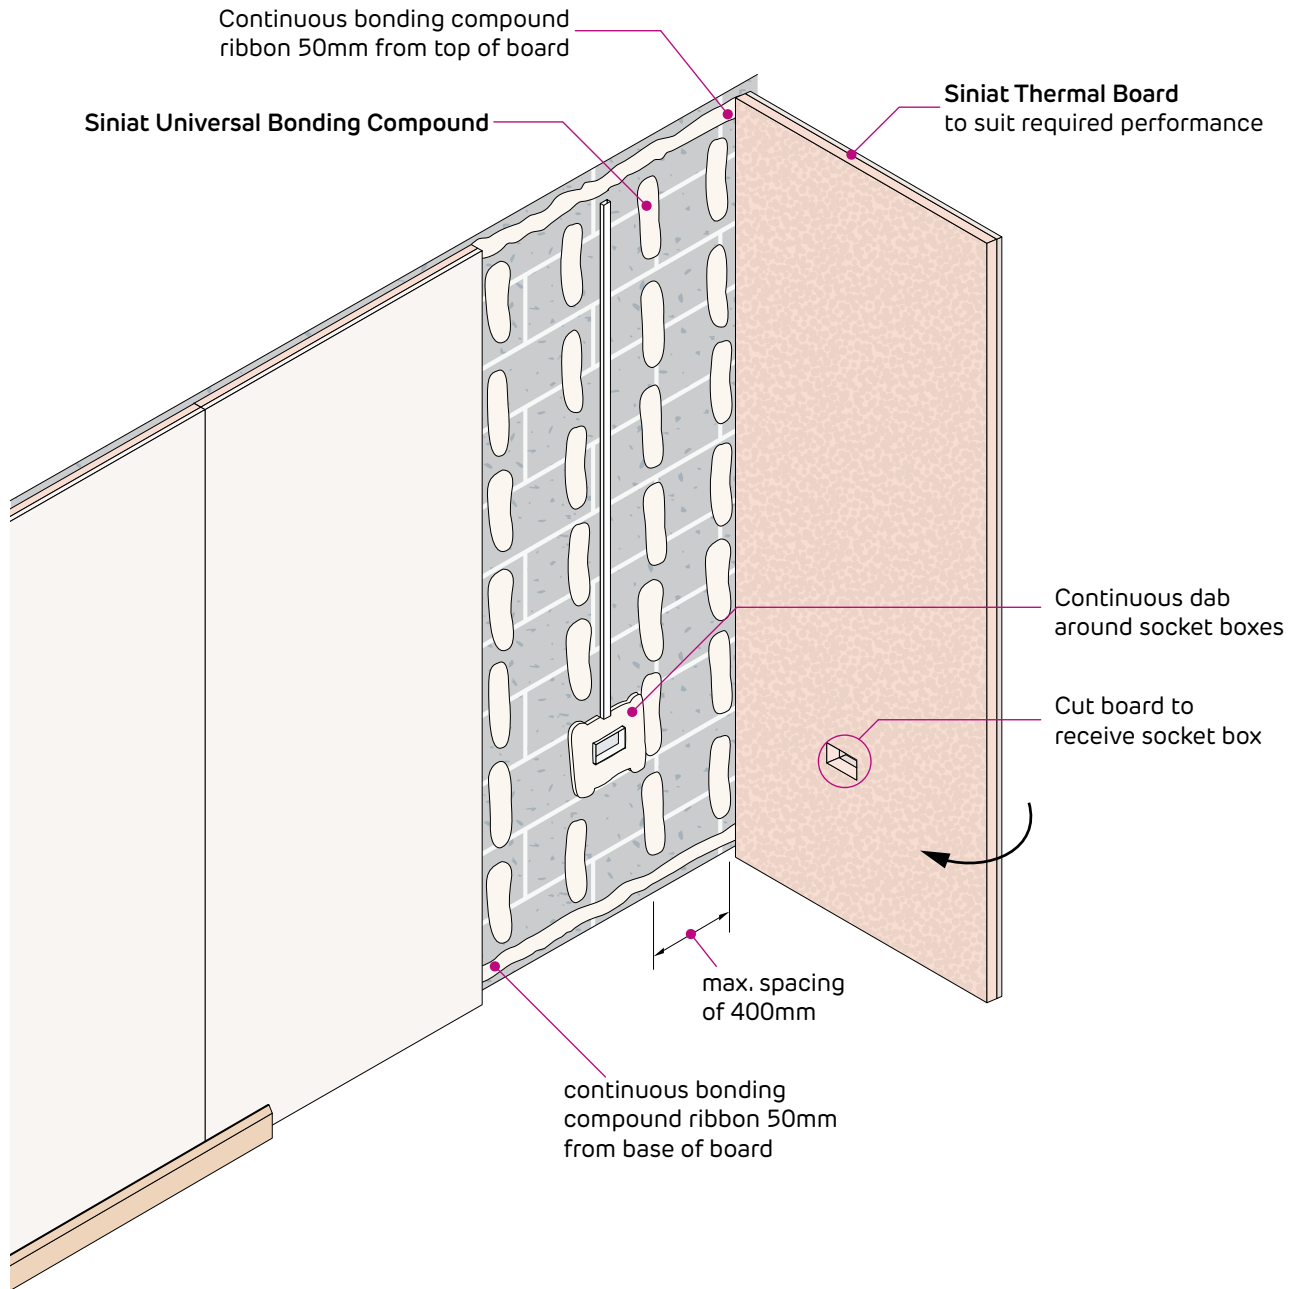 Continuous bonding compound
ribbon 50mm from top of board
Siniat Thermal Board
to suit required performance
Siniat Universal Bonding Compound
Continuous dab
around socket boxes
Cut board to
receive socket box
max. spacing
of 400mm
continuous bonding
compound ribbon 50mm
from base of board